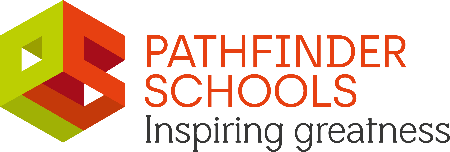 PATHFINDER
SCHOOLS
Inspiring greatness